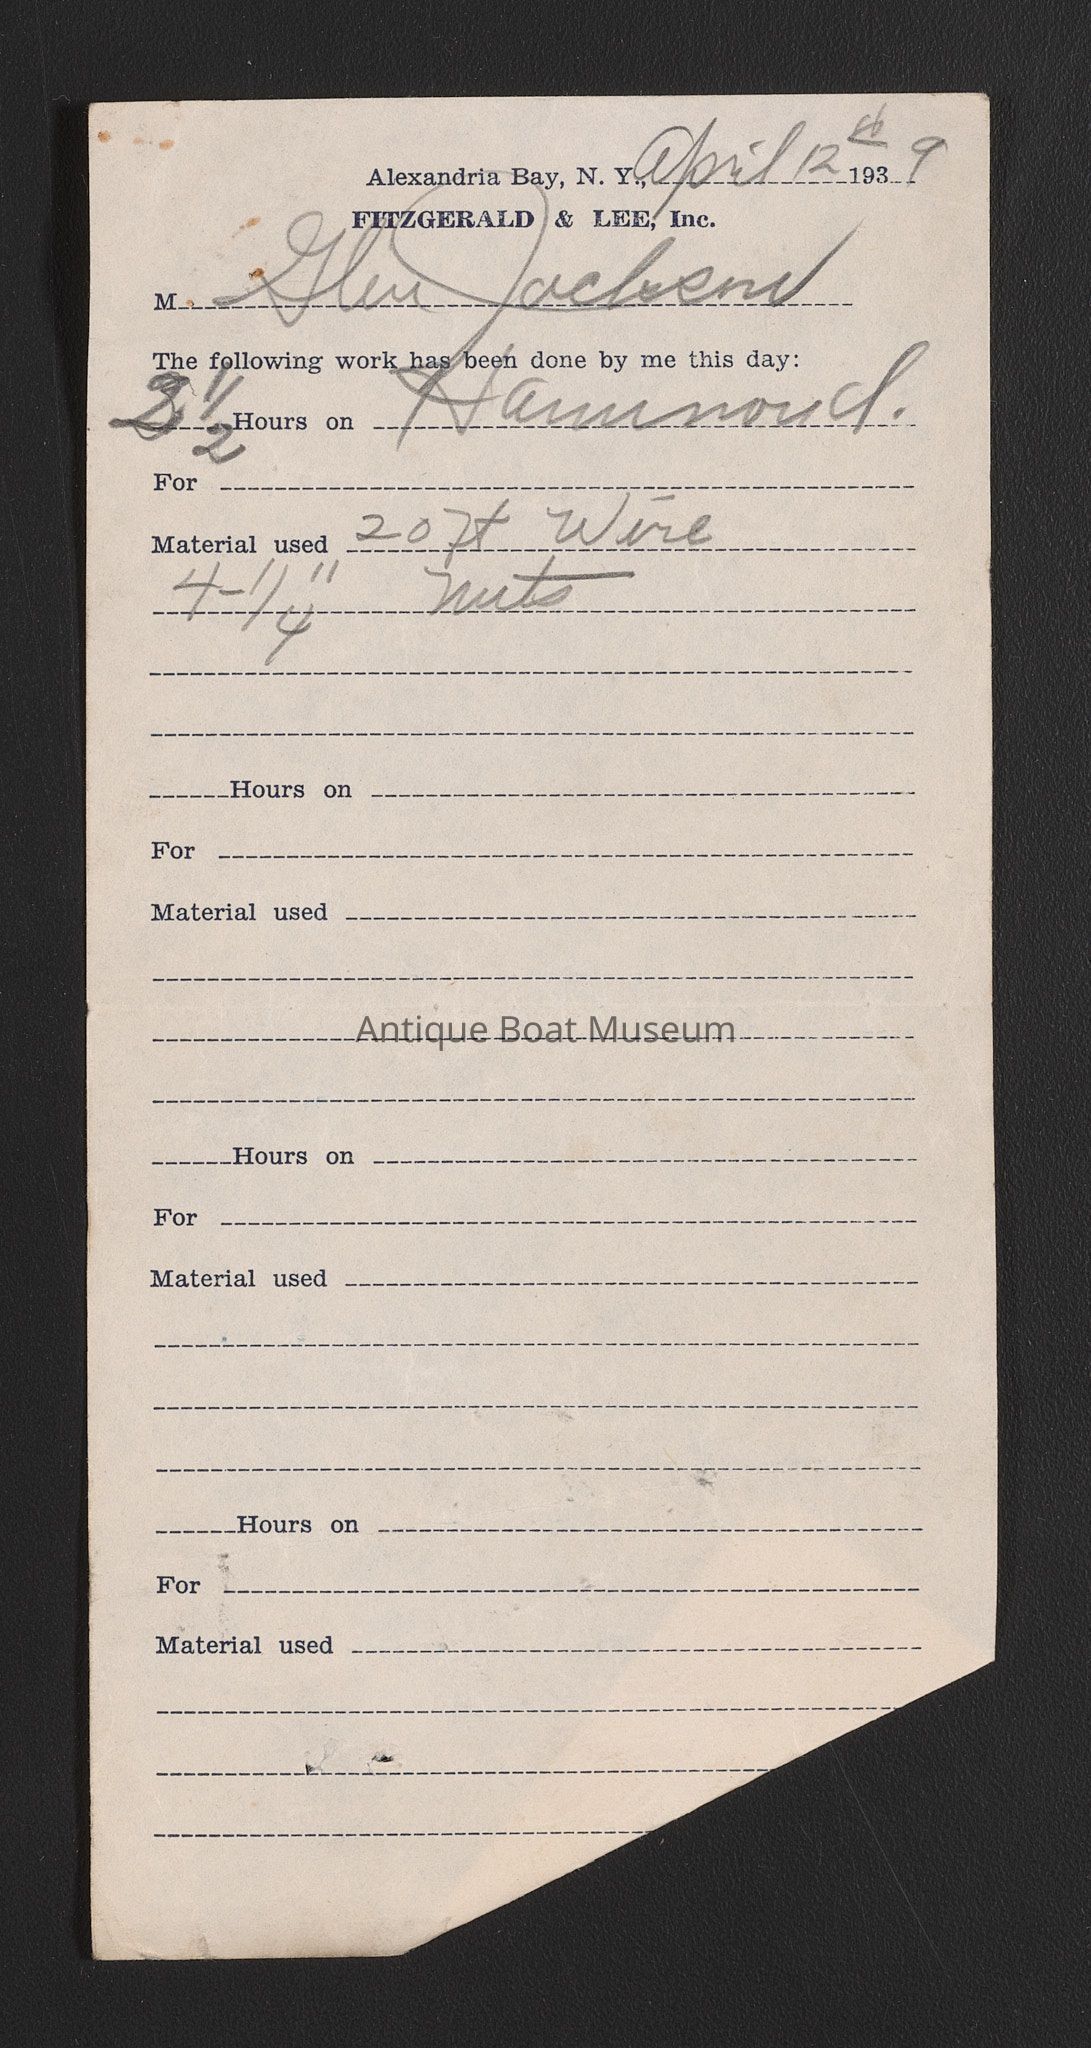 Alexandria Bay, N. Y., April 12th 1939
FITZGERALD & LEE, Inc.
M Glen Jackson
The following work has been done by me this day:
1/2 Hours on Hammond.
For
Material used 20 ft Wire
4-1/4" nuts
Hours on
For
Material used
Antique Boat Museum
Hours on
For
Material used
Hours on
For
Material used